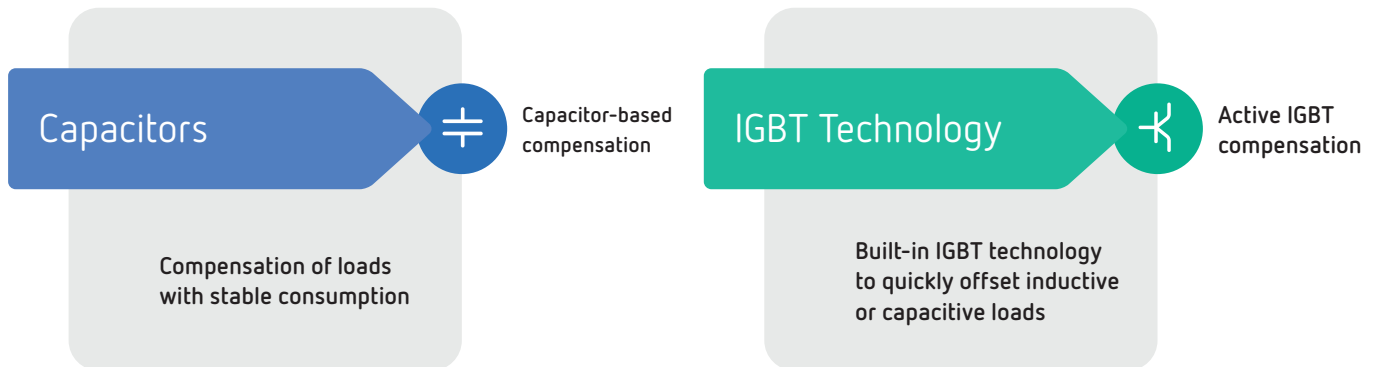 Capacitors
Capacitor-based
compensation
Compensation of loads
with stable consumption
IGBT Technology
Active IGBT
compensation
Built-in IGBT technology
to quickly offset inductive
or capacitive loads